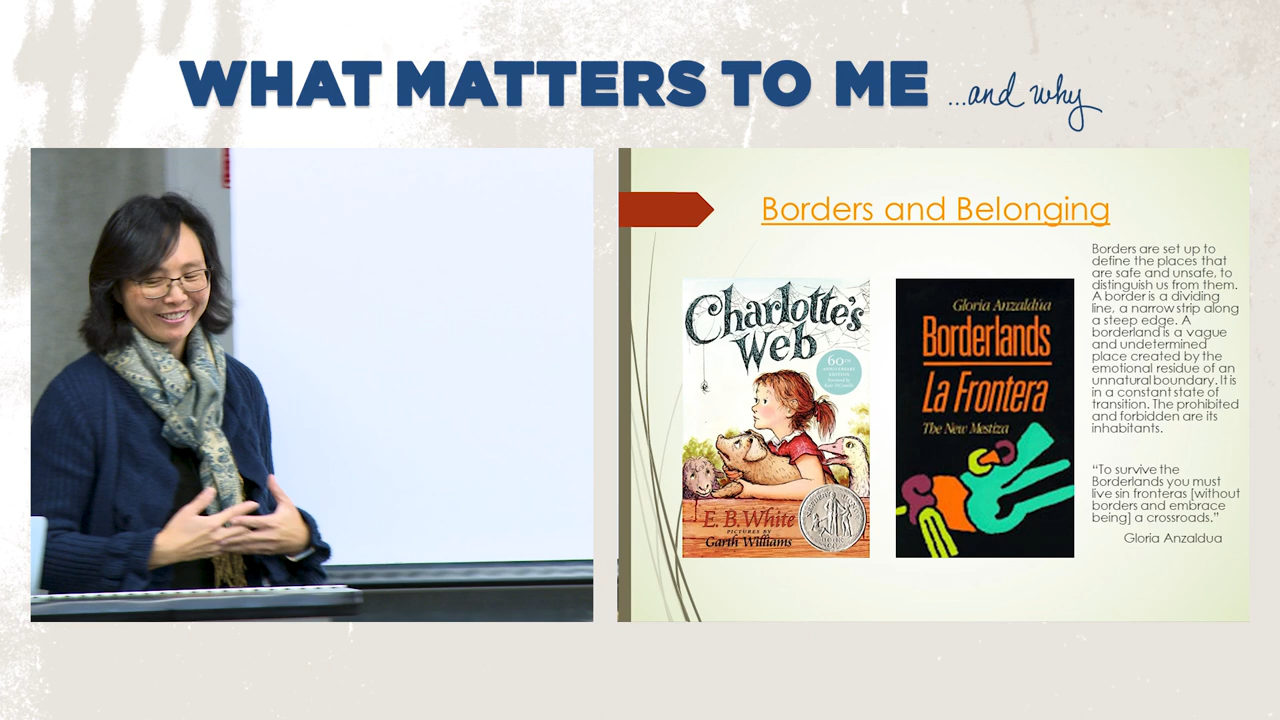 WHAT MATTERS TO ME ...and why
Borders and Belonging
Charlotte's
Web
60TH
ANNIVERSARY
EDITION
E. B. White
PICTURES BY
Garth Williams
Gloria Anzaldúa
Borderlands
La Frontera
The New Mestiza
Borders are set up to
define the places that
are safe and unsafe, to
distinguish us from them.
A border is a dividing
line, a narrow strip along
a steep edge. A
borderland is a vague
and undetermined
place created by the
emotional residue of an
unnatural boundary. It is
in a constant state of
transition. The prohibited
and forbidden are its
inhabitants.
“To survive the
Borderlands you must
live sin fronteras [without
borders and embrace
being] a crossroads.”
Gloria Anzaldua